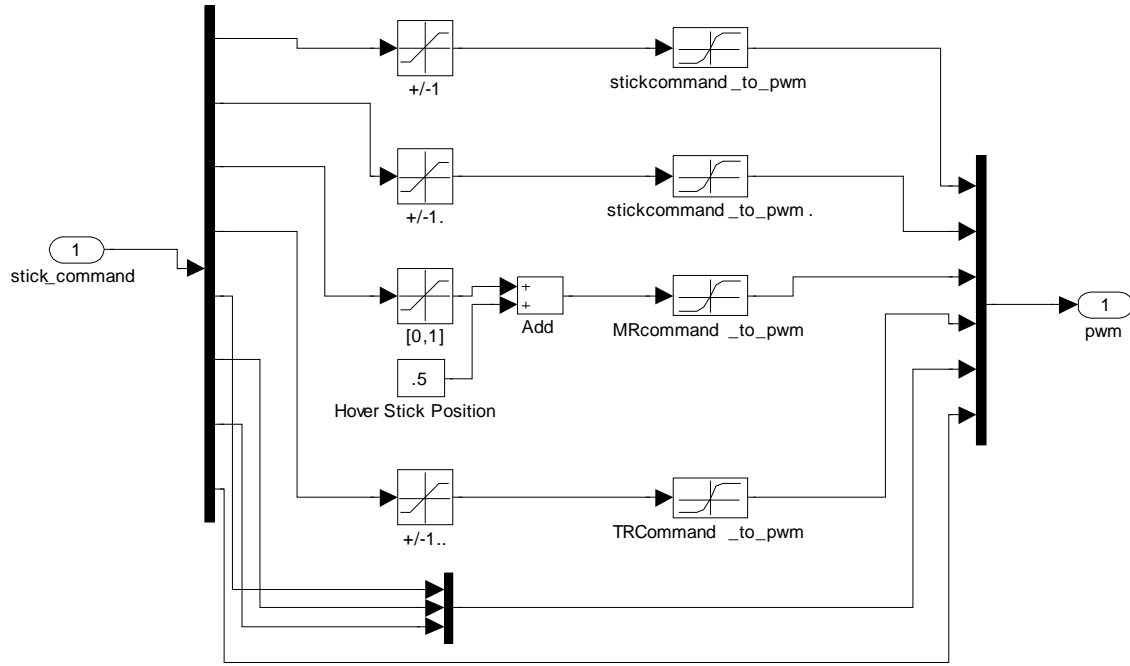 +/-1
stickcommand _to_pwm
+/-1.
stickcommand _to_pwm .
1
stick_command
[0,1]
+
+
Add
MRcommand _to_pwm
1
pwm
.5
Hover Stick Position
+/-1..
TRCommand _to_pwm